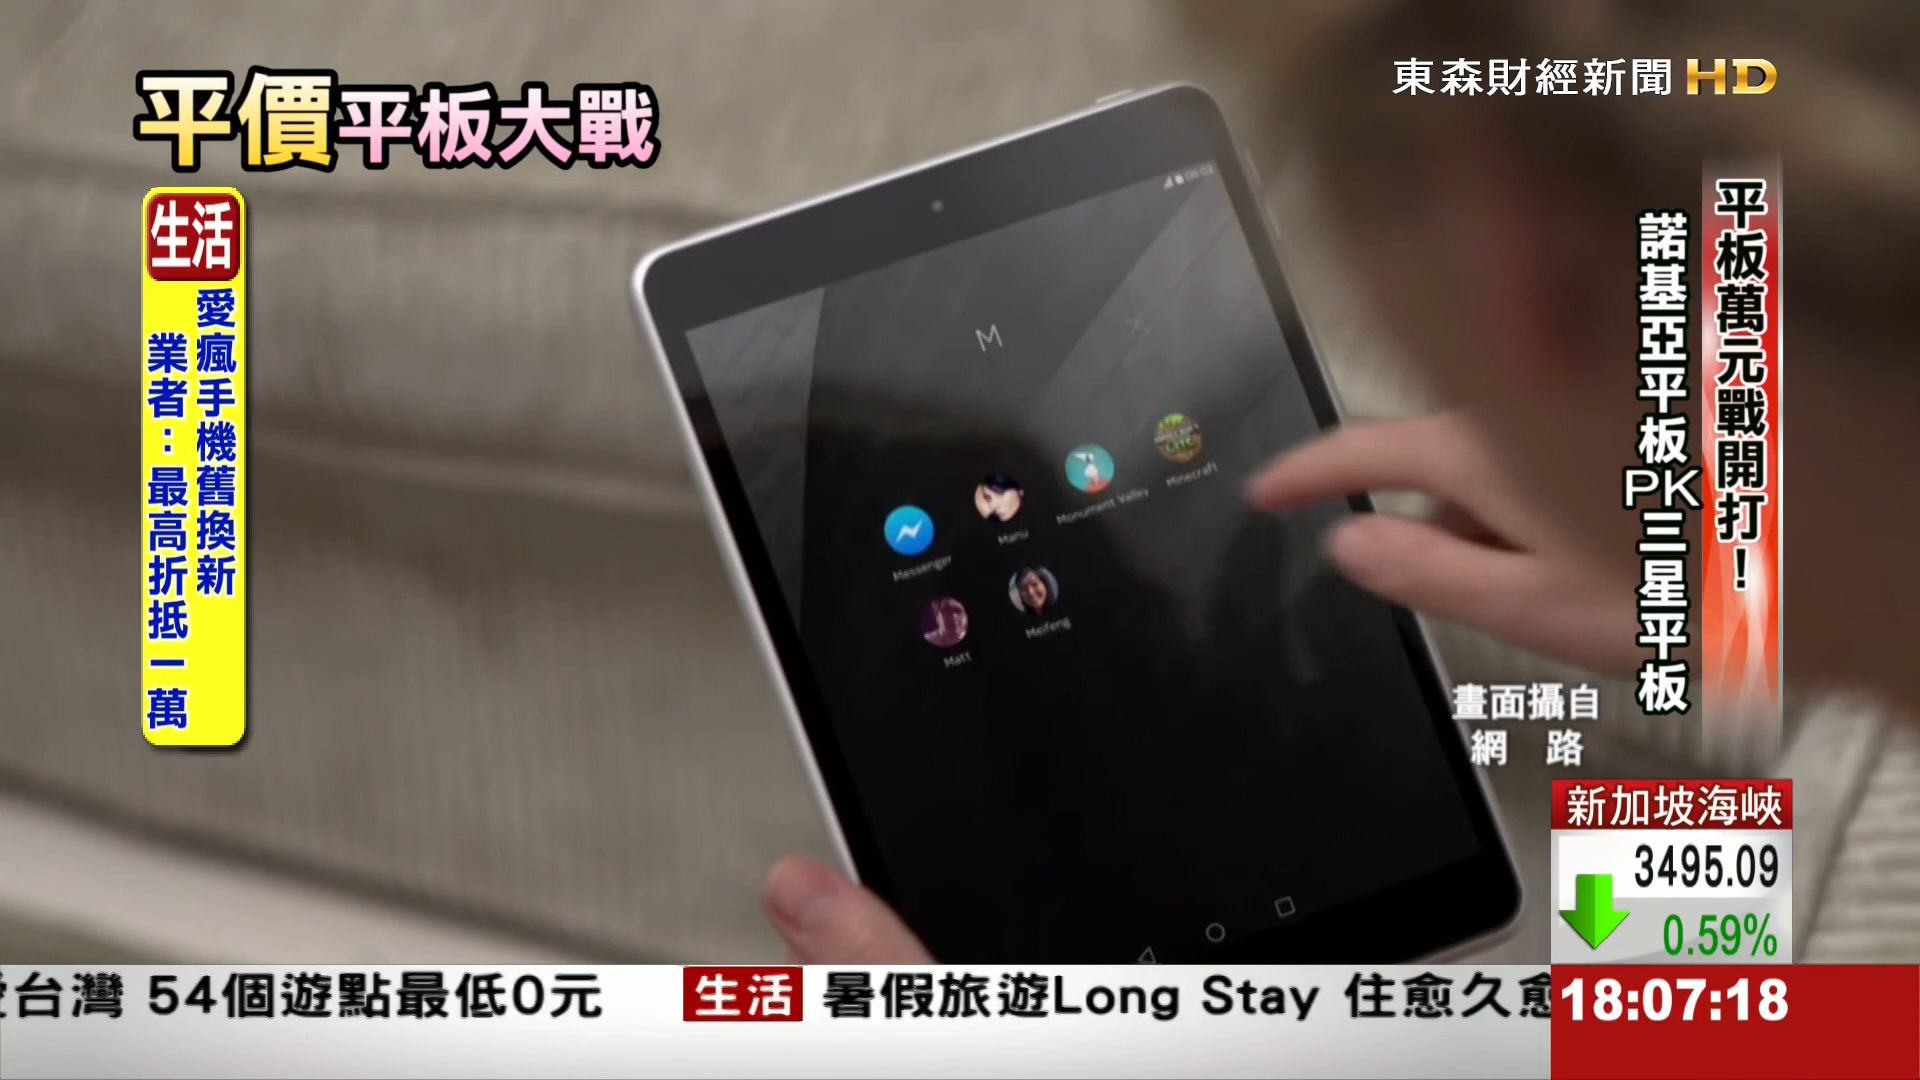 平價平板大戰
東森財經新聞HD
生活
愛瘋手機舊換新
業者：最高折抵一萬
平板萬元戰開打！
諾基亞平板PK三星平板
M
Minecraft
Monument Valley
Manu
Messenger
Meifeng
Matt
畫面攝自
網 路
新加坡海峽
3495.09
0.59%
台灣 54個遊點最低0元
生活 暑假旅遊Long Stay 住愈久愈
18:07:18